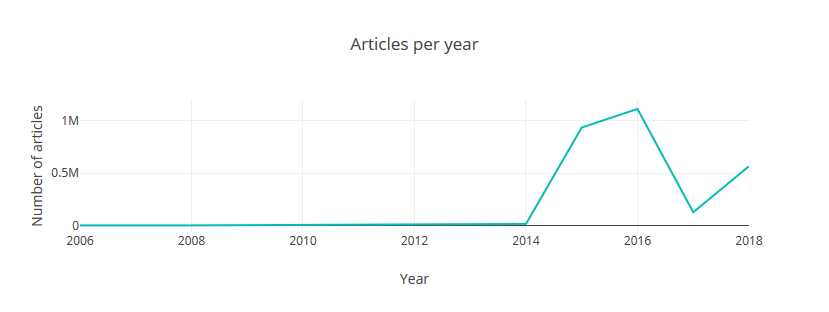 Articles per year
Number of articles
1M
0.5M
0
2006 2008 2010 2012 2014 2016 2018
Year